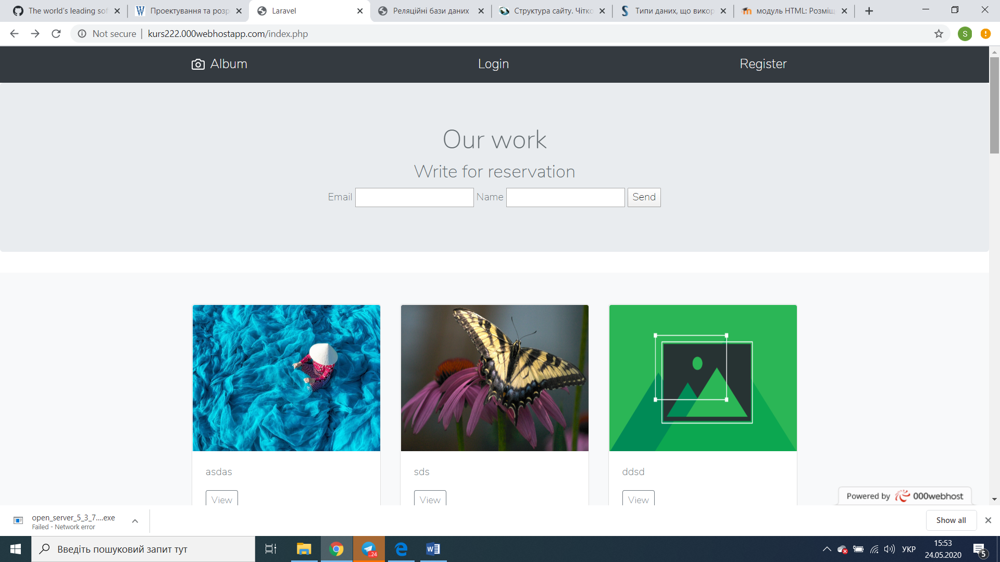 The world's leading sof
Проектування та розр
Laravel
Реляційні бази даних
Структура сайту. Чітко
Типи даних, що викор
модуль HTML: Розміщ
Not secure
kurs222.000webhostapp.com/index.php
S
Album
Login
Register
Our work
Write for reservation
Email
Name
Send
asdas
sds
ddsd
View
View
View
Powered by 000webhost
open_server_5_3_7....exe
Failed - Network error
Show all
Введіть пошуковий запит тут
..24
УКР
15:53
24.05.2020
5